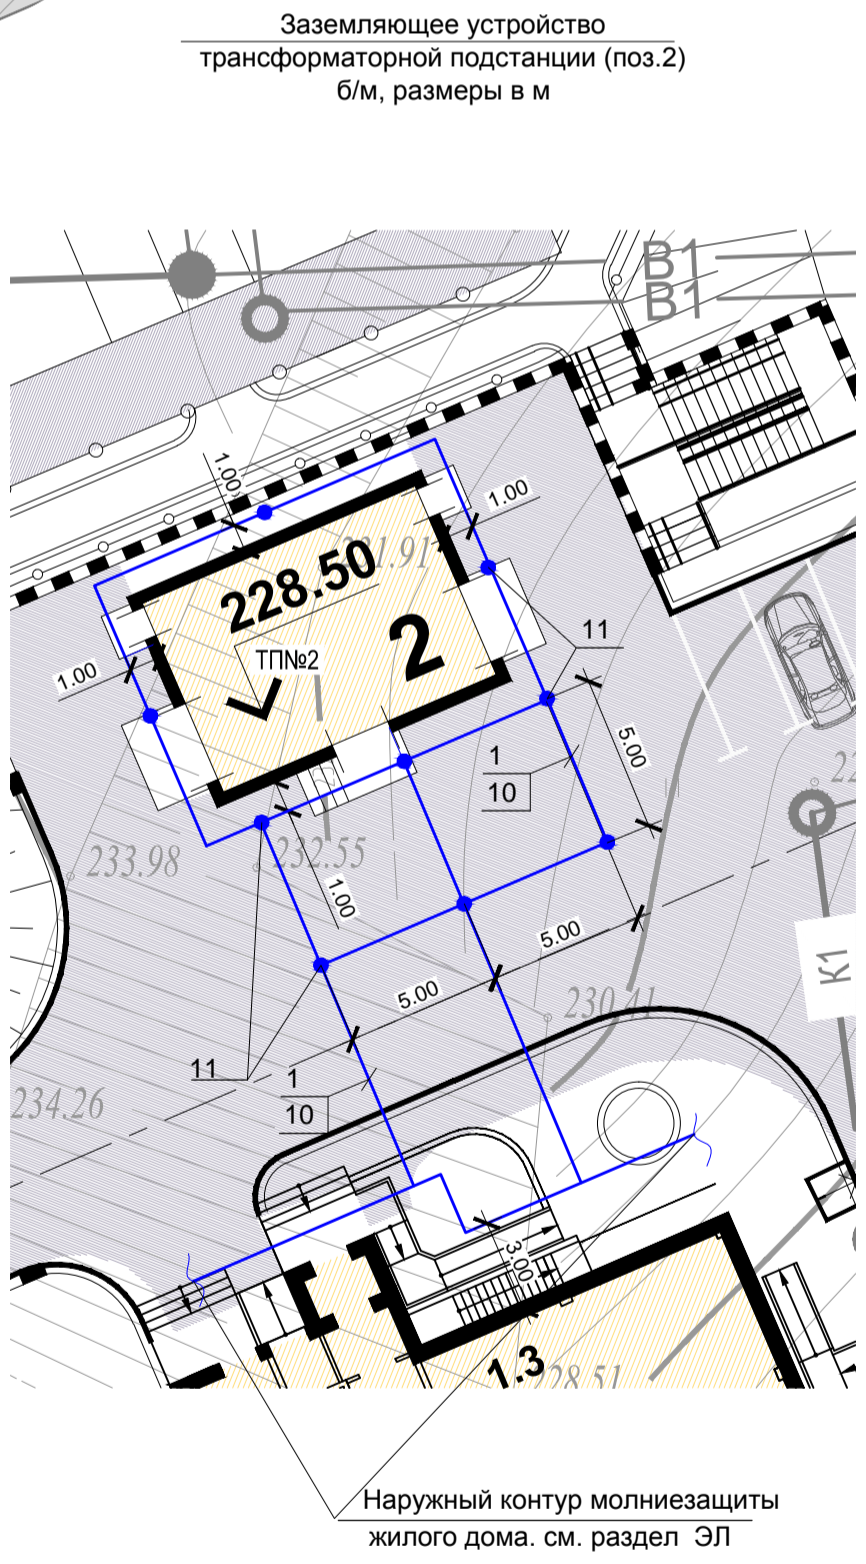 Заземляющее устройство
трансформаторной подстанции (поз.2)
б/м, размеры в м
В1
В1
1.00
1.00
228.50
2
ТП№2
11
1.00
5.00
1
10
233.98
232.55
1.00
5.00
5.00
230.41
К1
11
1
10
234.26
3.00
1.3
228.51
Наружный контур молниезащиты
жилого дома. см. раздел ЭЛ